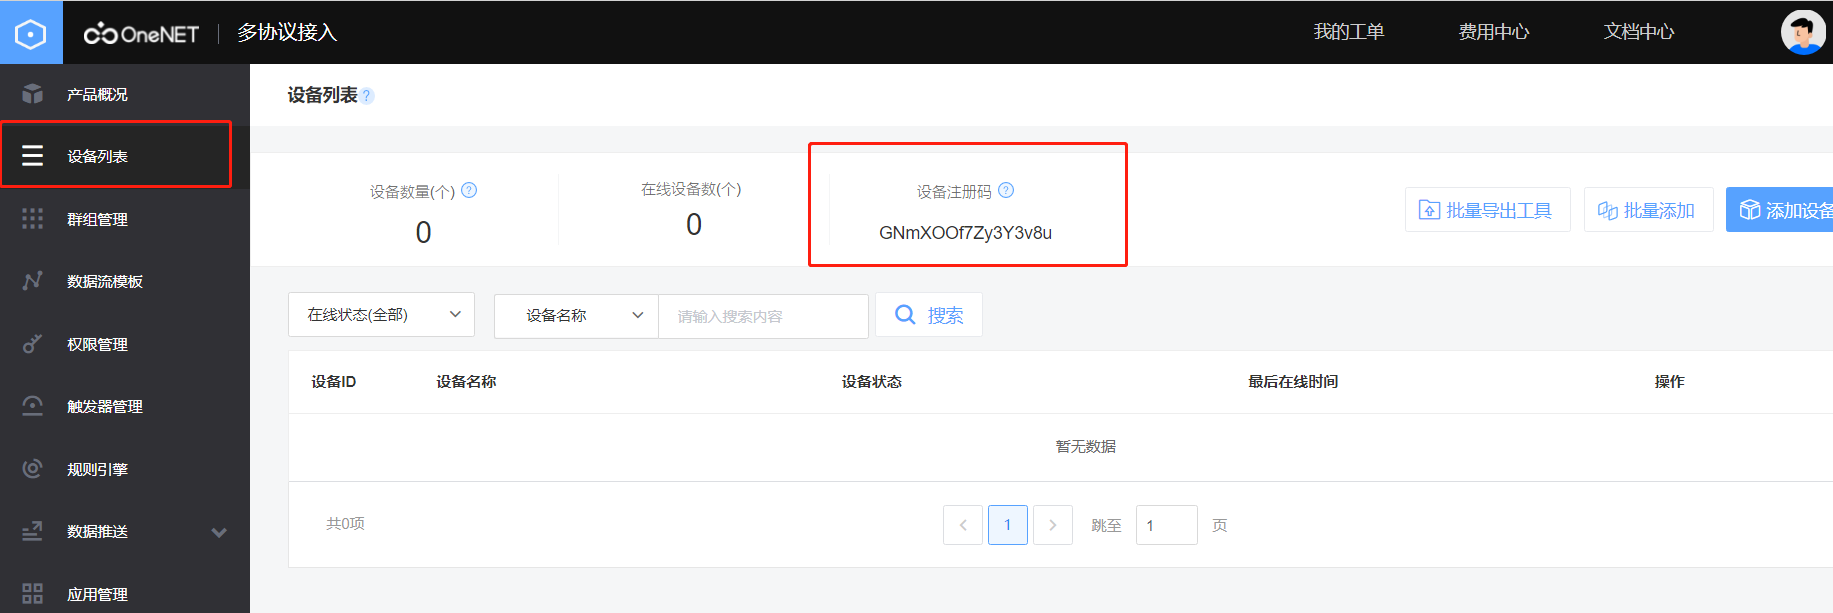 OneNET 多协议接入 我的工单 费用中心 文档中心
产品概况
设备列表
群组管理
数据流模板
权限管理
触发器管理
规则引擎
数据推送
应用管理
设备列表 ?
设备数量(个) ?
0
在线设备数(个)
0
设备注册码 ?
GNmXOOf7Zy3Y3v8u
批量导出工具 批量添加 添加设备
在线状态(全部) 设备名称 请输入搜索内容 搜索
设备ID 设备名称 设备状态 最后在线时间 操作
暂无数据
共0项 < 1 > 跳至 1 页